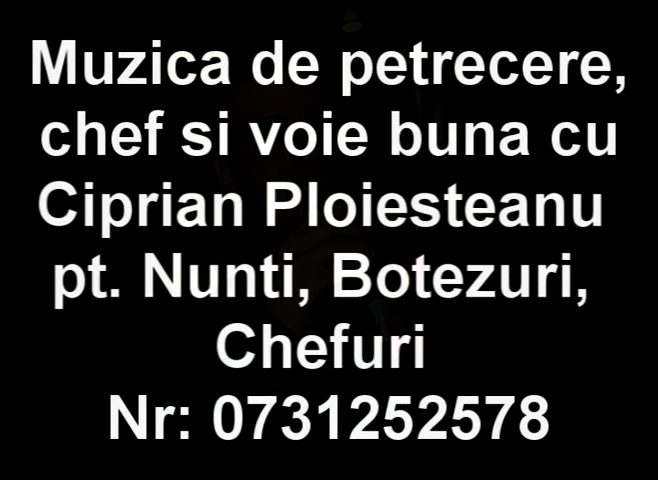 Muzica de petrecere,
chef si voie buna cu
Ciprian Ploiesteanu
pt. Nunti, Botezuri,
Chefuri
Nr: 0731252578